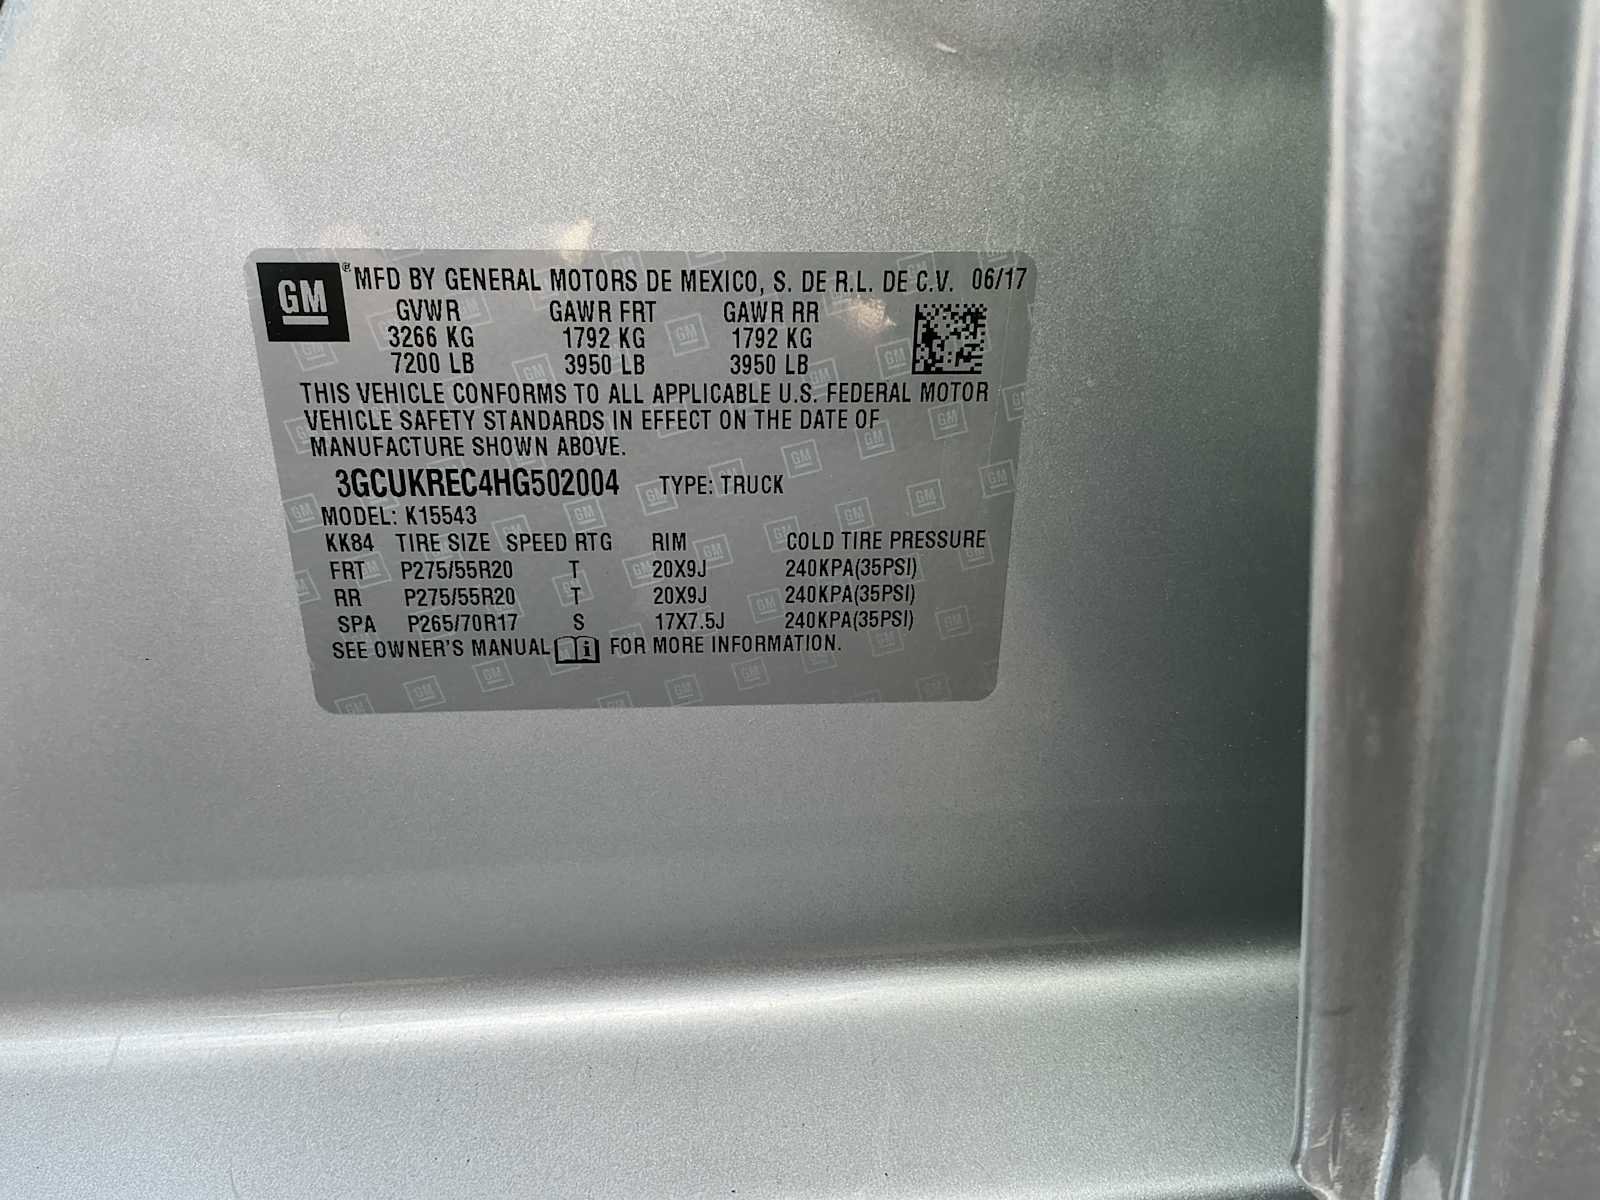 GM ® MFD BY GENERAL MOTORS DE MEXICO, S. DE R.L. DE C.V. 06/17
GVWR GAWR FRT GAWR RR
3266 KG 1792 KG 1792 KG
7200 LB 3950 LB 3950 LB
THIS VEHICLE CONFORMS TO ALL APPLICABLE U.S. FEDERAL MOTOR
VEHICLE SAFETY STANDARDS IN EFFECT ON THE DATE OF
MANUFACTURE SHOWN ABOVE.
3GCUKREC4HG502004 TYPE: TRUCK
MODEL: K15543
KK84 TIRE SIZE SPEED RTG RIM COLD TIRE PRESSURE
FRT P275/55R20 T 20X9J 240KPA(35PSI)
RR P275/55R20 T 20X9J 240KPA(35PSI)
SPA P265/70R17 S 17X7.5J 240KPA(35PSI)
SEE OWNER'S MANUAL i FOR MORE INFORMATION.